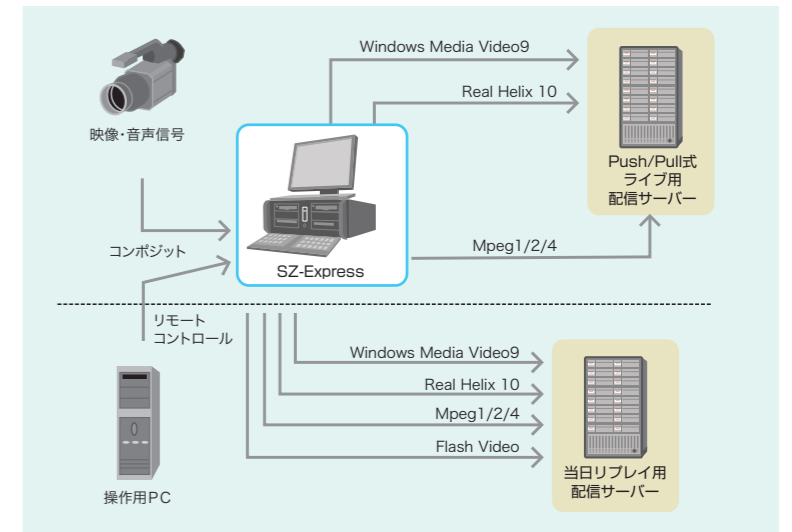 Windows Media Video9
Real Helix 10
映像・音声信号
Push/Pull式
ライブ用
配信サーバー
コンポジット
SZ-Express
Mpeg1/2/4
リモート
コントロール
Windows Media Video9
Real Helix 10
Mpeg1/2/4
Flash Video
当日リプレイ用
配信サーバー
操作用PC